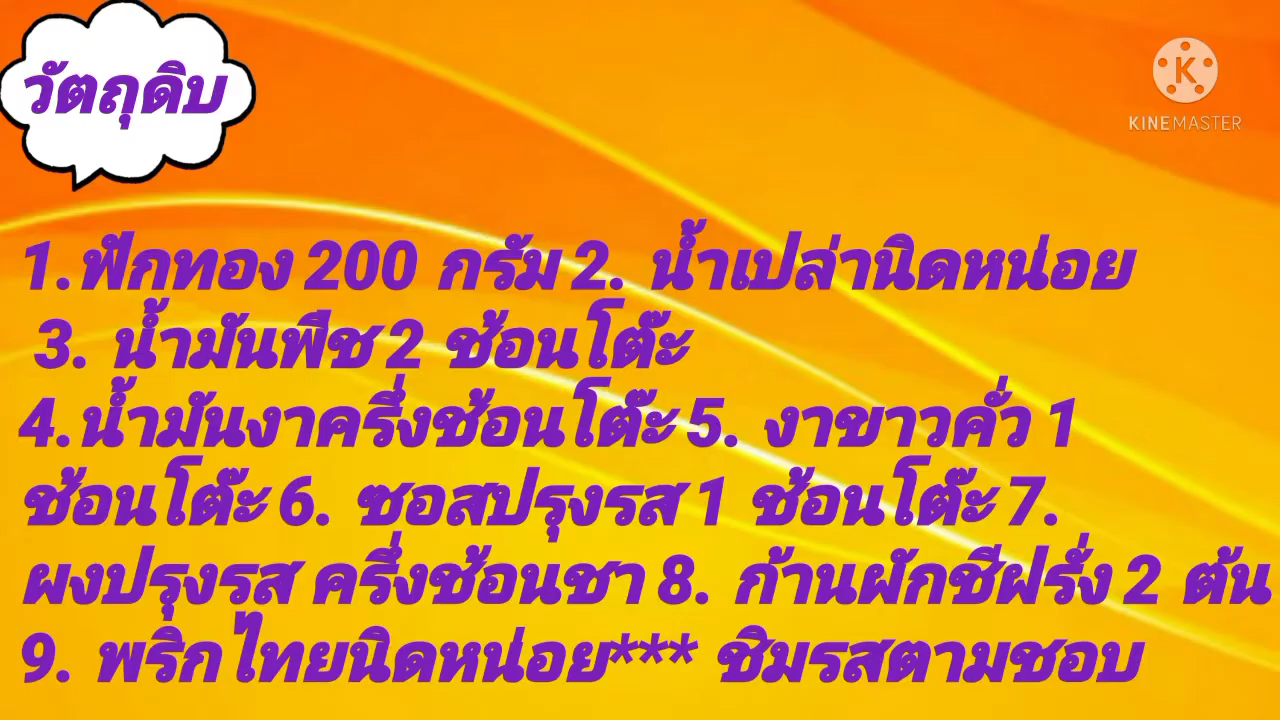 วัตถุดิบ
KINEMASTER
1.ฟักทอง 200 กรัม 2. น้ำเปล่านิดหน่อย
3. น้ำมันพืช 2 ช้อนโต๊ะ
4.น้ำมันงาครึ่งช้อนโต๊ะ 5. งาขาวคั่ว 1
ช้อนโต๊ะ 6. ซอสปรุงรส 1 ช้อนโต๊ะ 7.
ผงปรุงรส ครึ่งช้อนชา 8. ก้านผักชีฝรั่ง 2 ต้น
9. พริกไทยนิดหน่อย*** ชิมรสตามชอบ